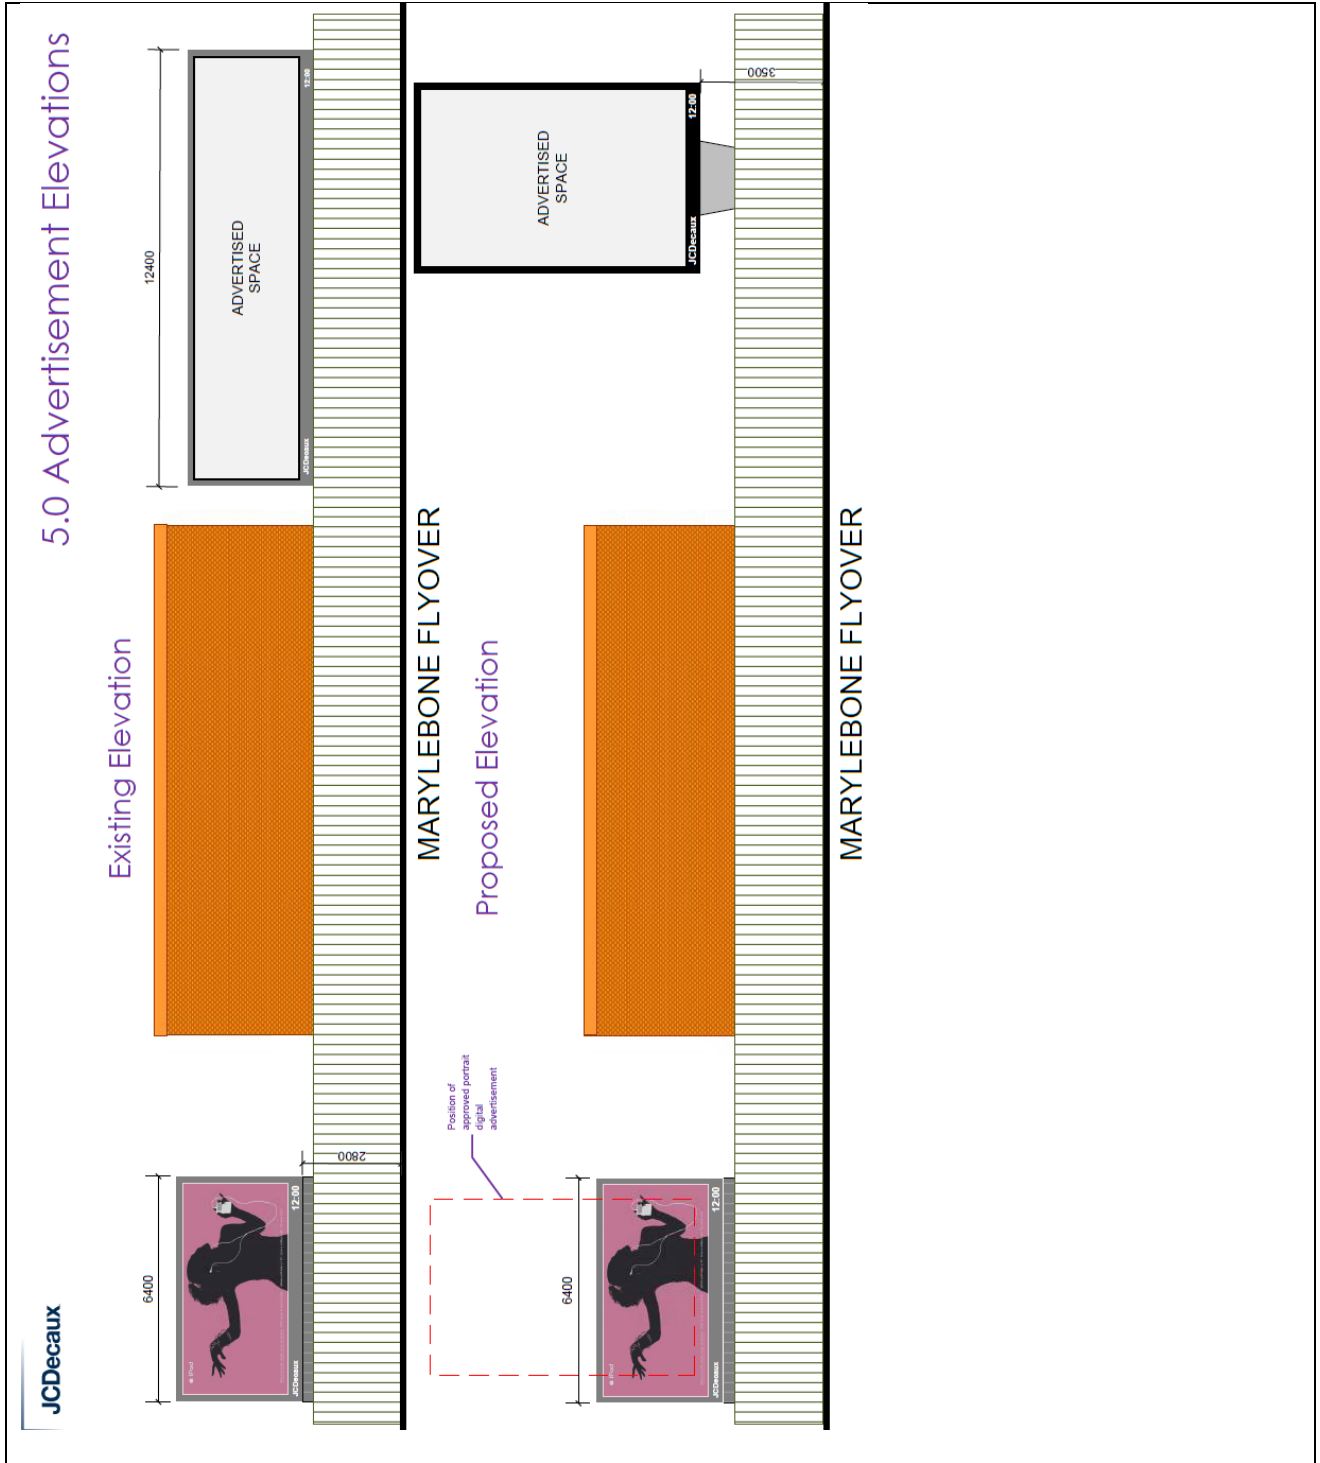 5.0 Advertisement Elevations
Existing Elevation
6400
12400
iPod
JCDecaux
12:00
2800
ADVERTISED
SPACE
JCDecaux
12:00
MARYLEBONE FLYOVER
Proposed Elevation
Position of
approved portrait
digital
advertisement
6400
iPod
JCDecaux
12:00
ADVERTISED
SPACE
JCDecaux
12:00
3500
MARYLEBONE FLYOVER
JCDecaux